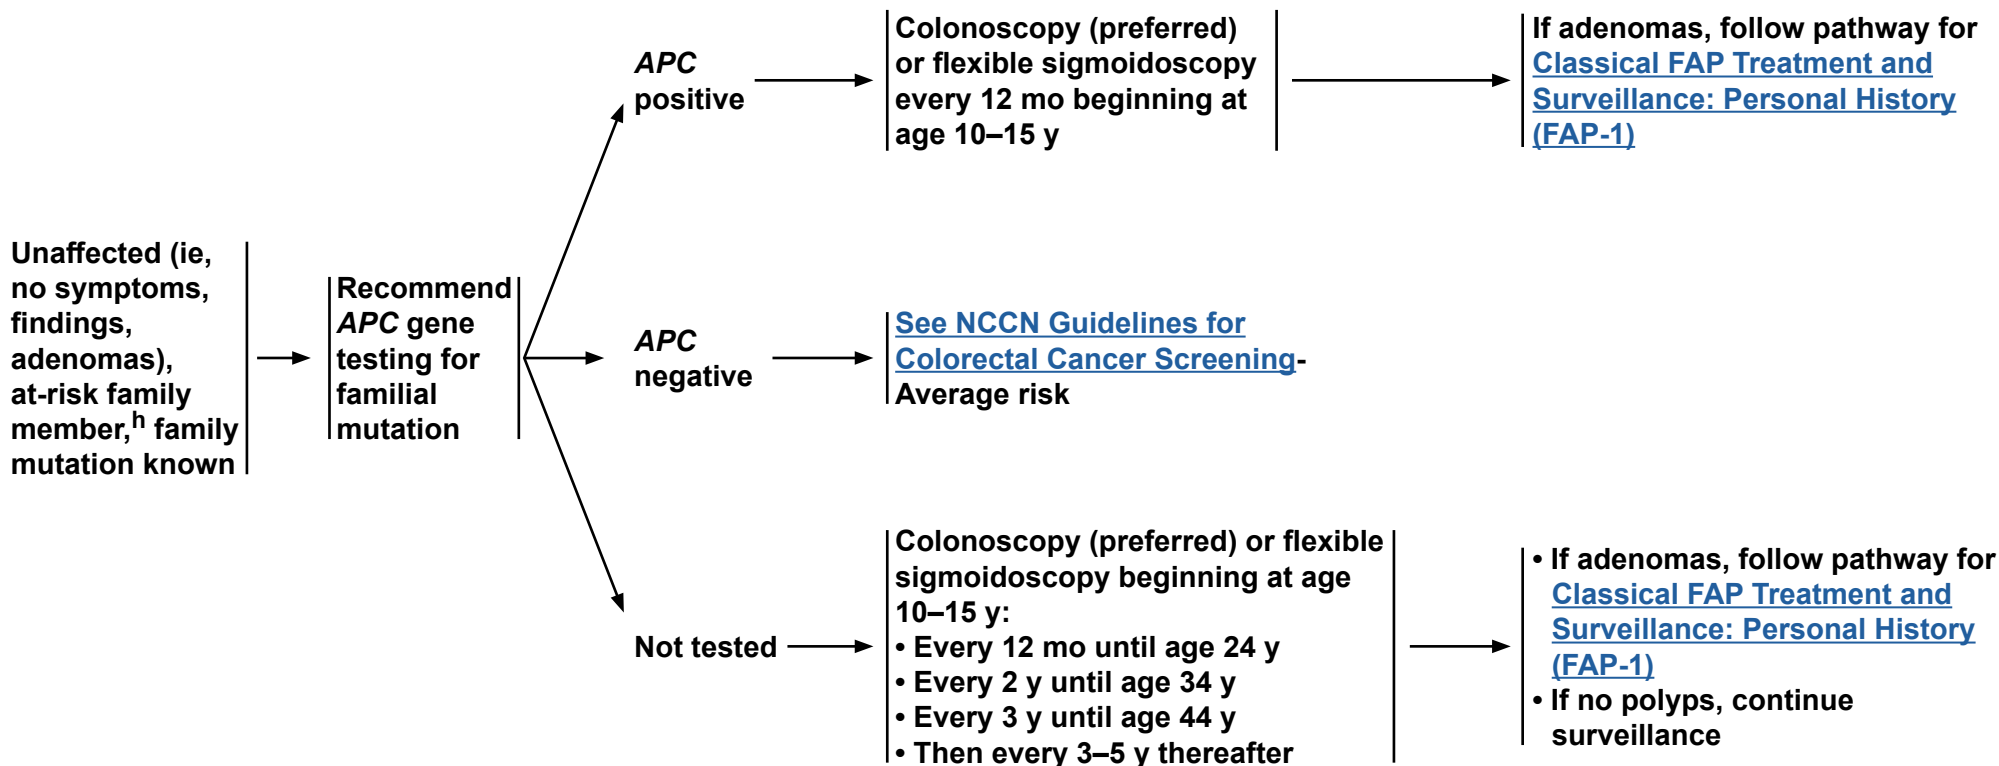 Unaffected (ie,
no symptoms,
findings,
adenomas),
at-risk family
member,h family
mutation known
Recommend
APC gene
testing for
familial
mutation
APC
positive
Colonoscopy (preferred)
or flexible sigmoidoscopy
every 12 mo beginning at
age 10–15 y
If adenomas, follow pathway for
Classical FAP Treatment and
Surveillance: Personal History
(FAP-1)
APC
negative
See NCCN Guidelines for
Colorectal Cancer Screening-
Average risk
Not tested
Colonoscopy (preferred) or flexible
sigmoidoscopy beginning at age
10–15 y:
• Every 12 mo until age 24 y
• Every 2 y until age 34 y
• Every 3 y until age 44 y
• Then every 3–5 y thereafter
• If adenomas, follow pathway for
Classical FAP Treatment and
Surveillance: Personal History
(FAP-1)
• If no polyps, continue
surveillance